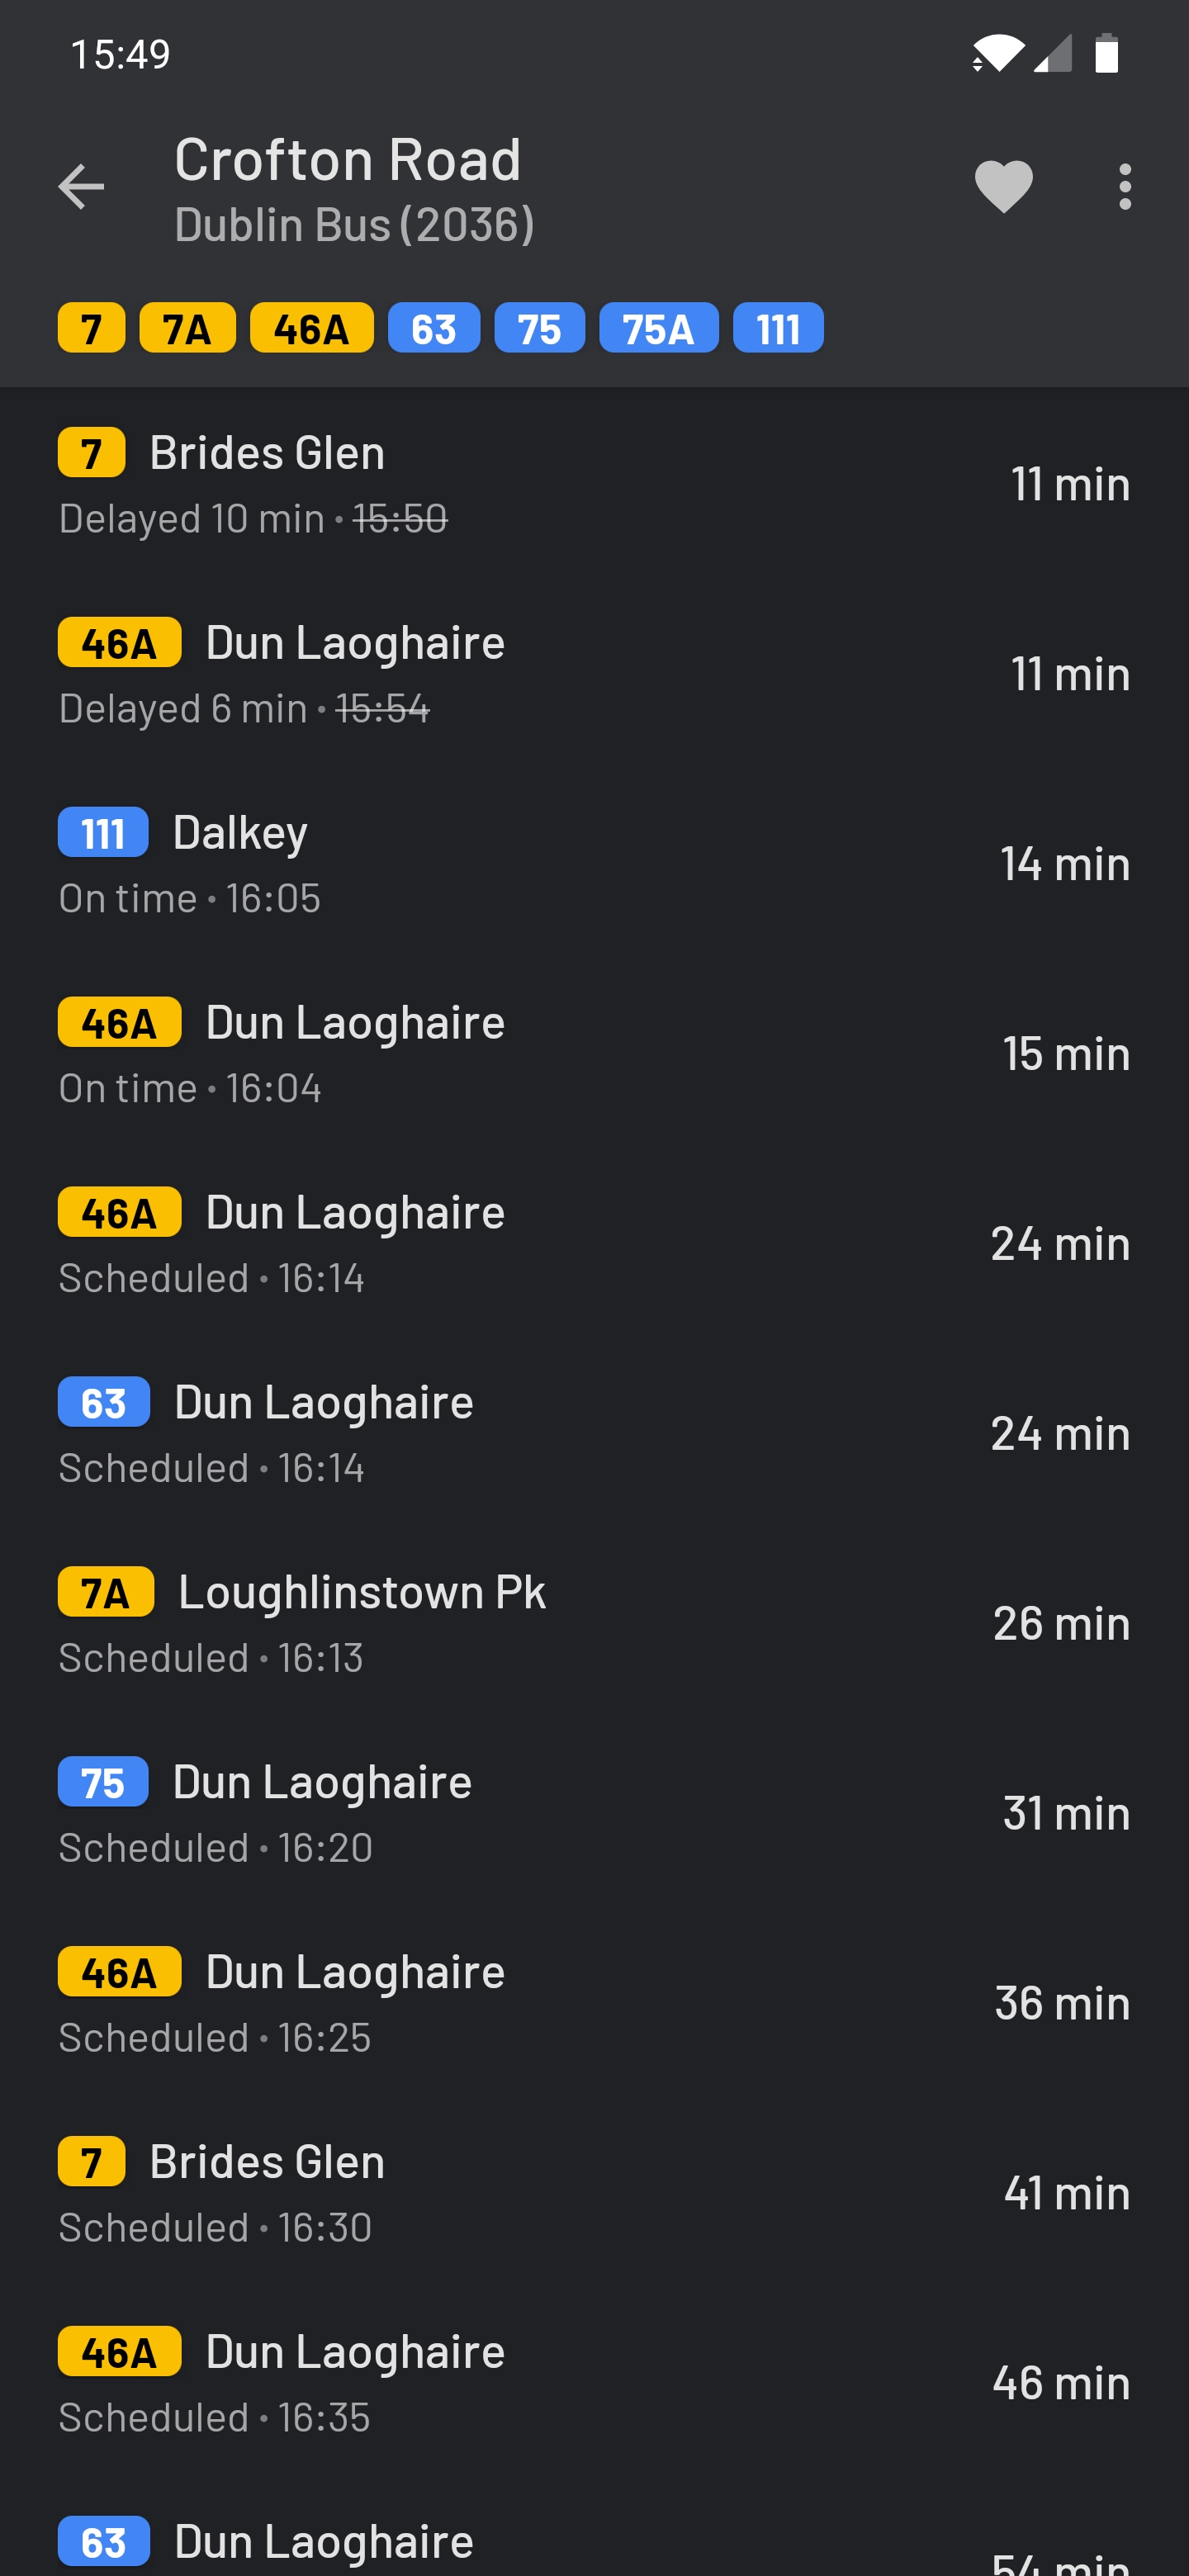 15:49
Crofton Road
Dublin Bus (2036)
7 7A 46A 63 75 75A 111
7 Brides Glen
11 min
Delayed 10 min · 15:50
46A Dun Laoghaire
11 min
Delayed 6 min · 15:54
111 Dalkey
14 min
On time · 16:05
46A Dun Laoghaire
15 min
On time · 16:04
46A Dun Laoghaire
24 min
Scheduled · 16:14
63 Dun Laoghaire
24 min
Scheduled · 16:14
7A Loughlinstown Pk
26 min
Scheduled · 16:13
75 Dun Laoghaire
31 min
Scheduled · 16:20
46A Dun Laoghaire
36 min
Scheduled · 16:25
7 Brides Glen
41 min
Scheduled · 16:30
46A Dun Laoghaire
46 min
Scheduled · 16:35
63 Dun Laoghaire
54 min